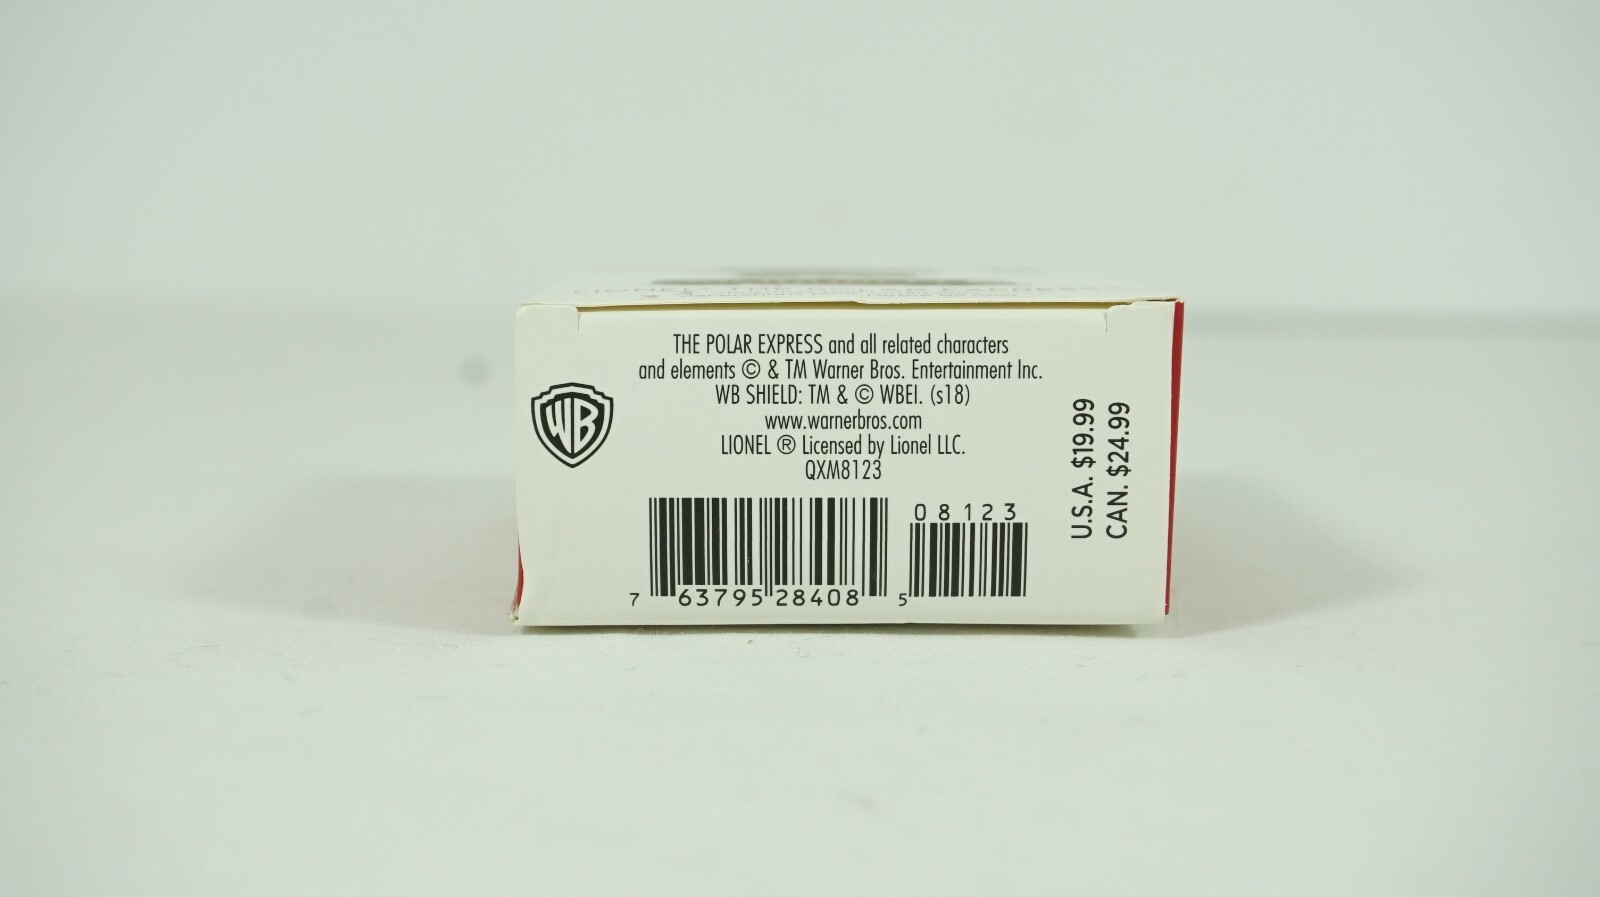 THE POLAR EXPRESS and all related characters
and elements © & TM Warner Bros. Entertainment Inc.
WB SHIELD: TM & © WBEI. (s18)
www.warnerbros.com
LIONEL ® Licensed by Lionel LLC.
QXM8123
WB
7 63795 28408 5
08123
U.S.A. $19.99
CAN. $24.99